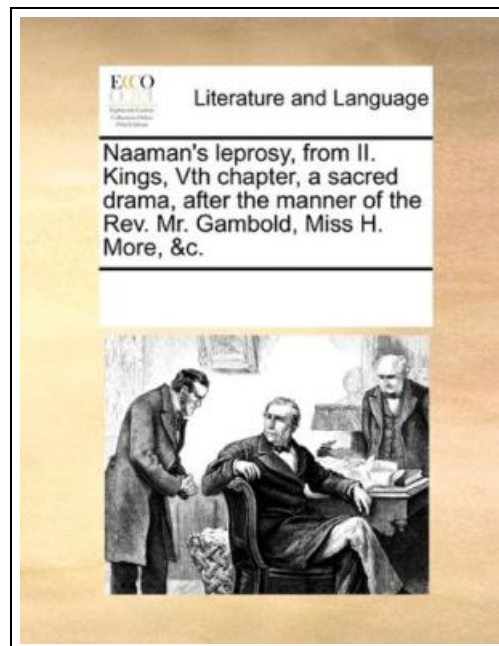 ECCO
Literature and Language
Naaman's leprosy, from II.
Kings, Vth chapter, a sacred
drama, after the manner of the
Rev. Mr. Gambold, Miss H.
More, &c.